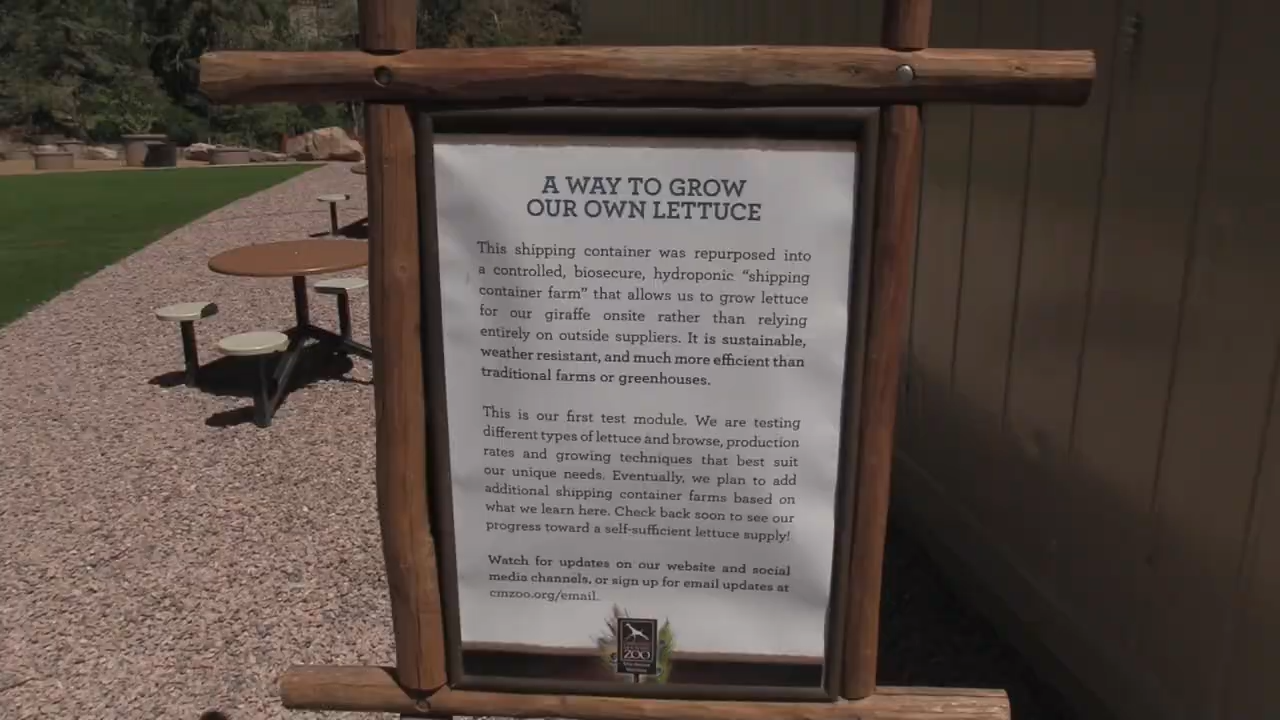 A WAY TO GROW
OUR OWN LETTUCE
This shipping container was repurposed into
a controlled, biosecure, hydroponic “shipping
container farm” that allows us to grow lettuce
for our giraffe onsite rather than relying
entirely on outside suppliers. It is sustainable,
weather resistant, and much more efficient than
traditional farms or greenhouses.
This is our first test module. We are testing
different types of lettuce and browse, production
rates and growing techniques that best suit
our unique needs. Eventually, we plan to add
additional shipping container farms based on
what we learn here. Check back soon to see our
progress toward a self-sufficient lettuce supply!
Watch for updates on our website and social
media channels, or sign up for email updates at
cmzoo.org/email.
ZOO